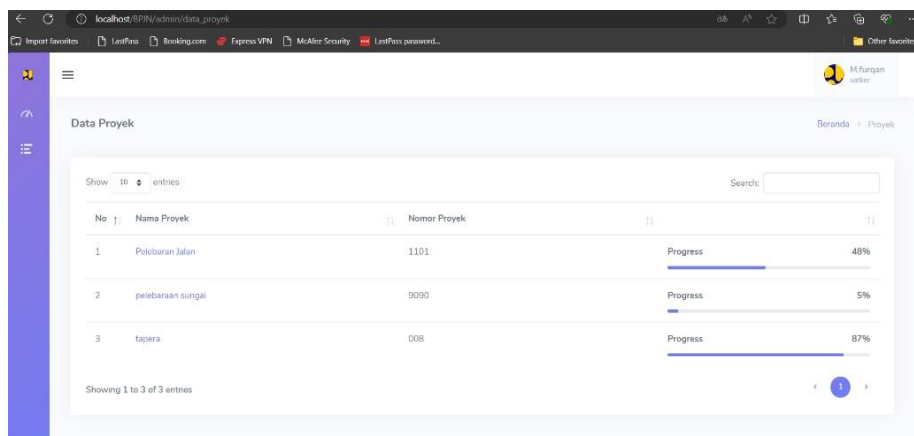 localhost/BPJN/admin/data_proyek
Import favorites LastPass Booking.com Express VPN McAfee Security LastPass password... Other favorites
M.furqan
satker
Data Proyek
Beranda Proyek
Show 10 entries Search:
No Nama Proyek Nomor Proyek
1 Pelebaran Jalan 1101 Progress 48%
2 pelebaraan sungai 9090 Progress 5%
3 tapera 008 Progress 87%
Showing 1 to 3 of 3 entries
‹ 1 ›